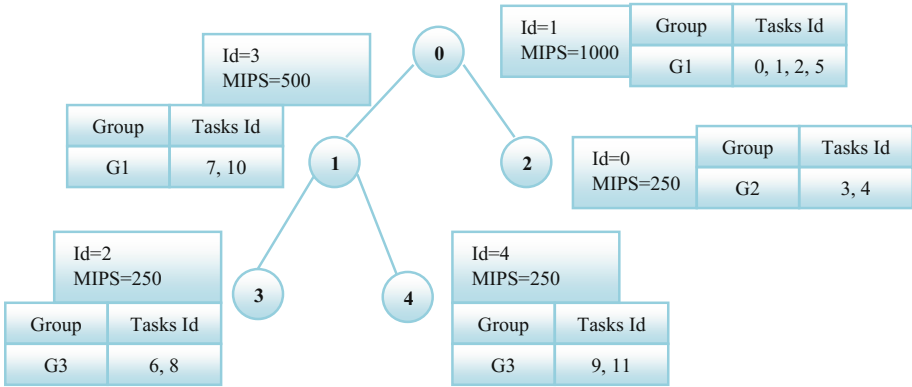 0
Id=1
MIPS=1000
Group Tasks Id
G1 0, 1, 2, 5
Id=3
MIPS=500
Group Tasks Id
G1 7, 10
1
2
Id=0
MIPS=250
Group Tasks Id
G2 3, 4
Id=2
MIPS=250
Group Tasks Id
G3 6, 8
3
4
Id=4
MIPS=250
Group Tasks Id
G3 9, 11